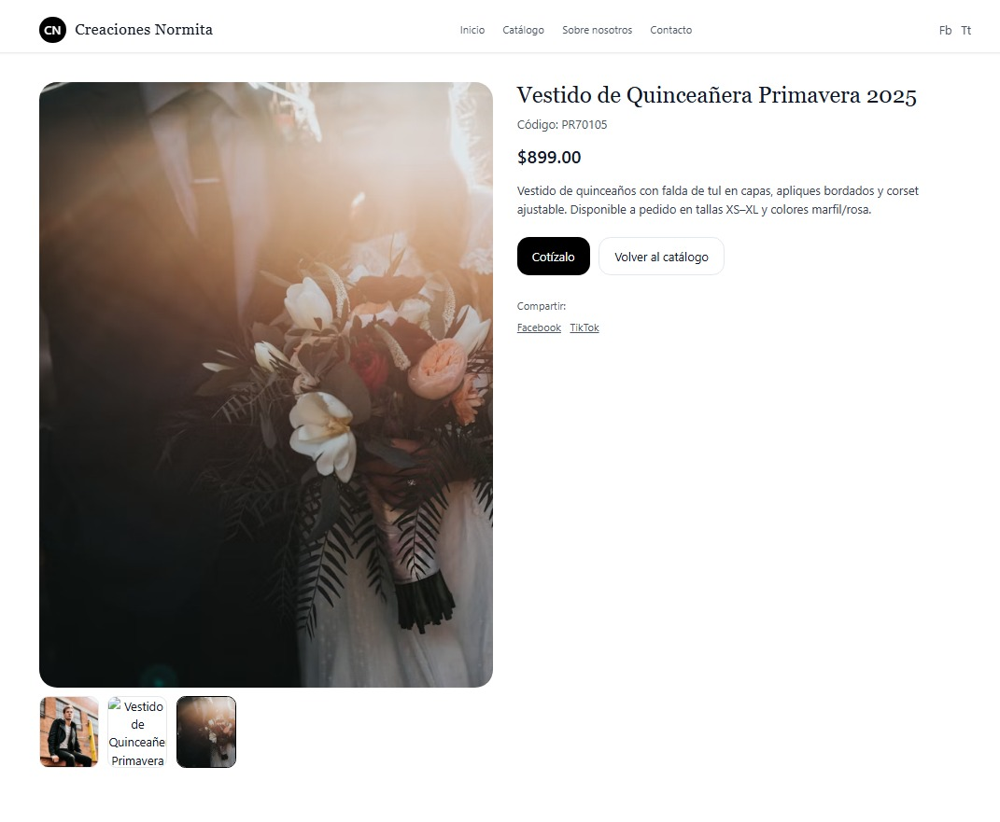 CN Creaciones Normita
Inicio Catálogo Sobre nosotros Contacto
Fb Tt
Vestido de Quinceañera Primavera 2025
Código: PR70105
$899.00
Vestido de quinceaños con falda de tul en capas, apliques bordados y corset
ajustable. Disponible a pedido en tallas XS–XL y colores marfil/rosa.
Cotízalo Volver al catálogo
Compartir:
Facebook TikTok
Vestido
de
Quinceañe
Primavera